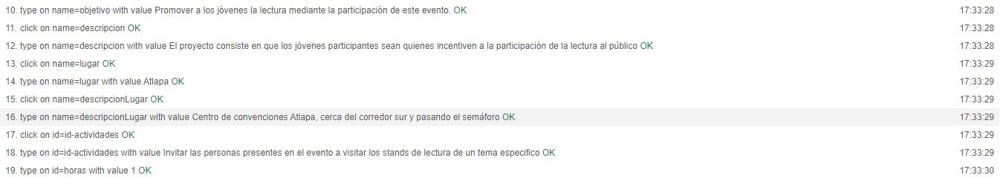 10. type on name=objetivo with value Promover a los jóvenes la lectura mediante la participación de este evento. OK 17:33:28
11. click on name=descripcion OK 17:33:28
12. type on name=descripcion with value El proyecto consiste en que los jóvenes participantes sean quienes incentiven a la participación de la lectura al público OK 17:33:28
13. click on name=lugar OK 17:33:29
14. type on name=lugar with value Atlapa OK 17:33:29
15. click on name=descripcionLugar OK 17:33:29
16. type on name=descripcionLugar with value Centro de convenciones Atlapa, cerca del corredor sur y pasando el semáforo OK 17:33:29
17. click on id=id-actividades OK 17:33:29
18. type on id=id-actividades with value Invitar las personas presentes en el evento a visitar los stands de lectura de un tema especifico OK 17:33:29
19. type on id=horas with value 1 OK 17:33:30